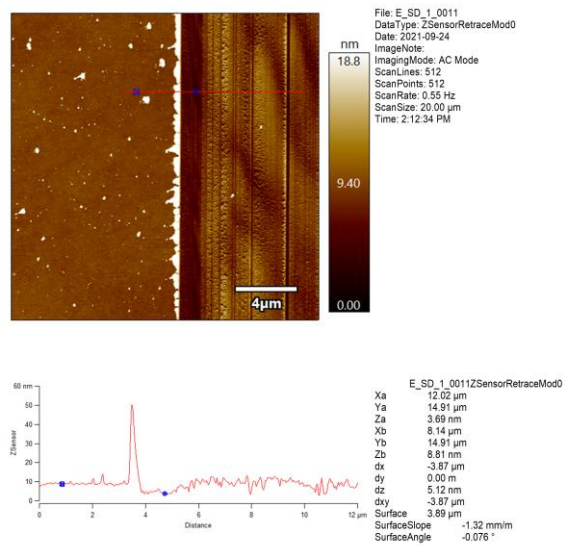 File: E_SD_1_0011
DataType: ZSensorRetraceMod0
Date: 2021-09-24
ImageNote:
ImagingMode: AC Mode
ScanLines: 512
ScanPoints: 512
ScanRate: 0.55 Hz
ScanSize: 20.00 µm
Time: 2:12:34 PM
nm
18.8
9.40
0.00
4µm
60 nm
50
40
30
20
10
0
ZSensor
0
2
4
6
8
10
12 µm
Distance
E_SD_1_0011ZSensorRetraceMod0
Xa 12.02 µm
Ya 14.91 µm
Za 3.69 nm
Xb 8.14 µm
Yb 14.91 µm
Zb 8.81 nm
dx -3.87 µm
dy 0.00 m
dz 5.12 nm
dxy -3.87 µm
Surface 3.89 µm
SurfaceSlope -1.32 mm/m
SurfaceAngle -0.076 °